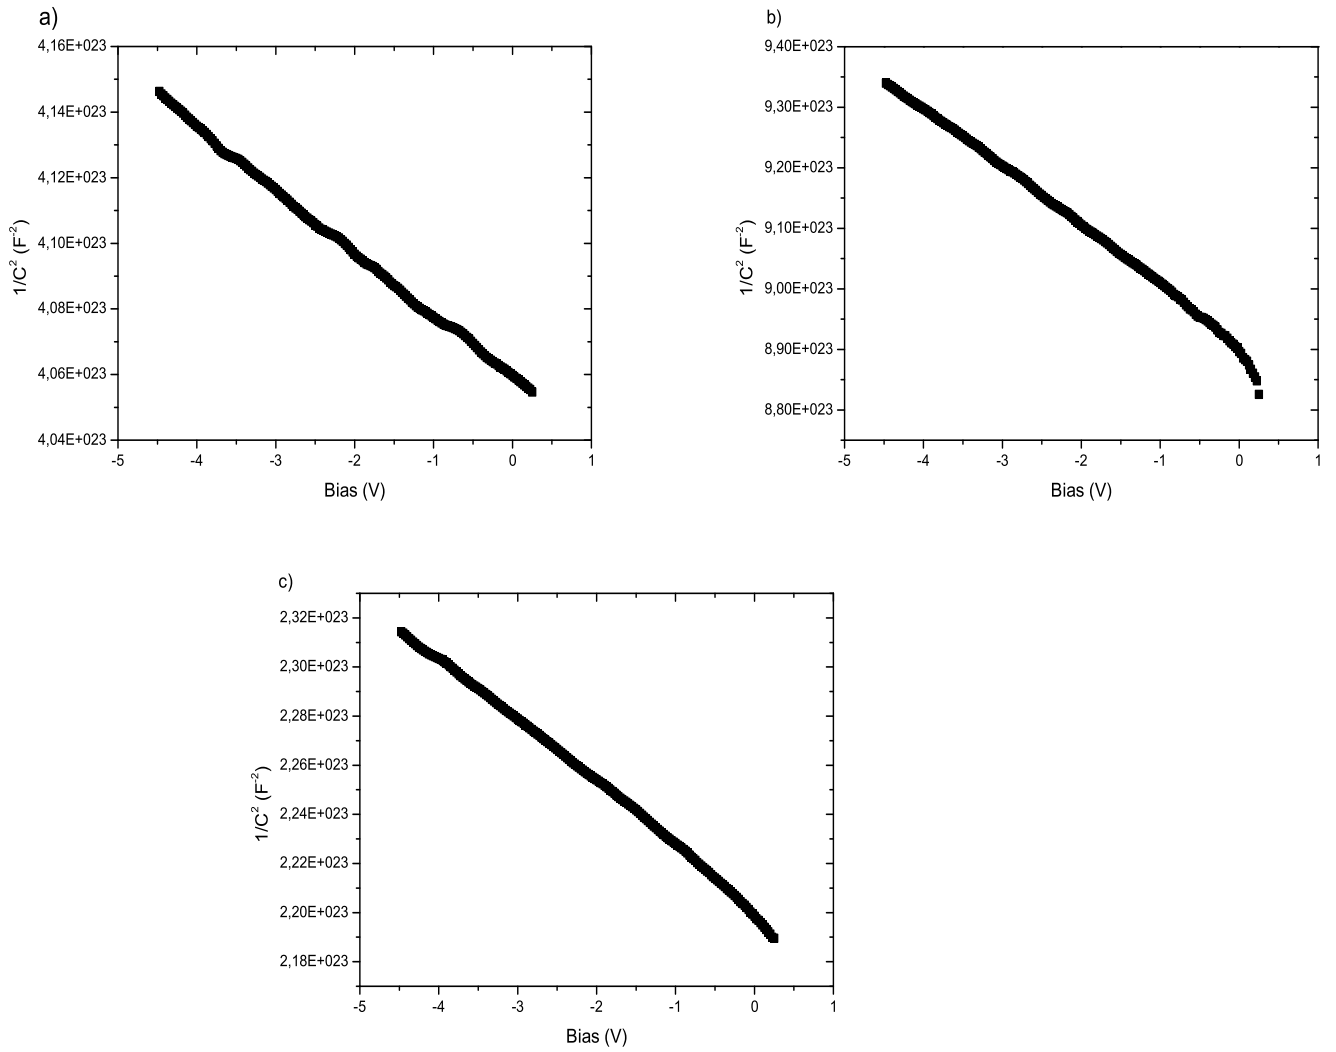 a)
4,16E+023
4,14E+023
4,12E+023
4,10E+023
4,08E+023
4,06E+023
4,04E+023
1/C² (F⁻²)
-5 -4 -3 -2 -1 0 1
Bias (V)
b)
9,40E+023
9,30E+023
9,20E+023
9,10E+023
9,00E+023
8,90E+023
8,80E+023
1/C² (F⁻²)
-5 -4 -3 -2 -1 0 1
Bias (V)
c)
2,32E+023
2,30E+023
2,28E+023
2,26E+023
2,24E+023
2,22E+023
2,20E+023
2,18E+023
1/C² (F⁻²)
-5 -4 -3 -2 -1 0 1
Bias (V)